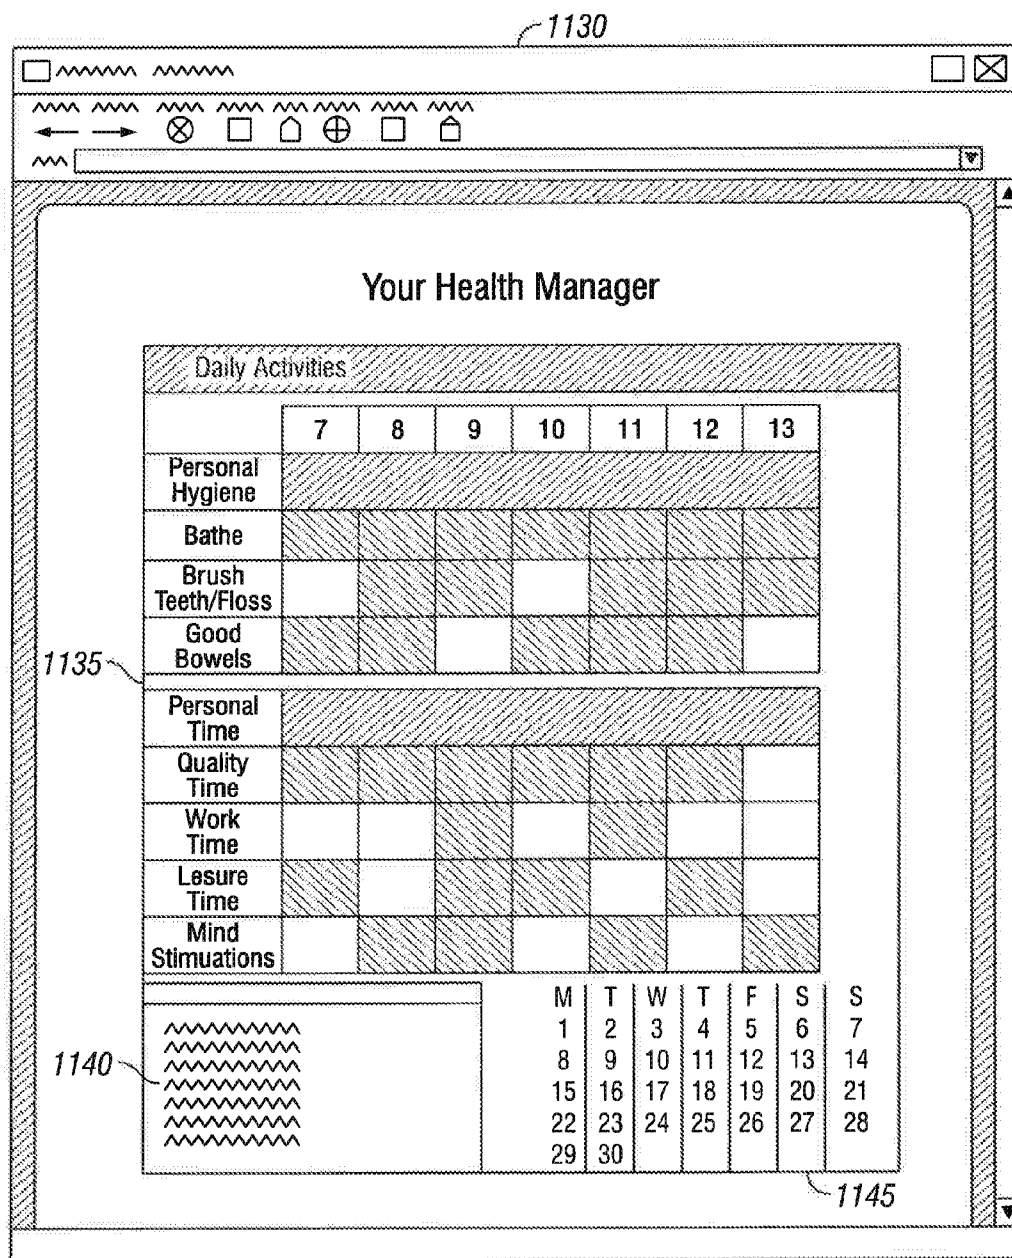 1130
Your Health Manager
Daily Activities
7 8 9 10 11 12 13
Personal
Hygiene
Bathe
Brush
Teeth/Floss
Good
Bowels
1135
Personal
Time
Quality
Time
Work
Time
Lesure
Time
Mind
Stimuations
M T W T F S S
1 2 3 4 5 6 7
1140
8 9 10 11 12 13 14
15 16 17 18 19 20 21
22 23 24 25 26 27 28
29 30
1145